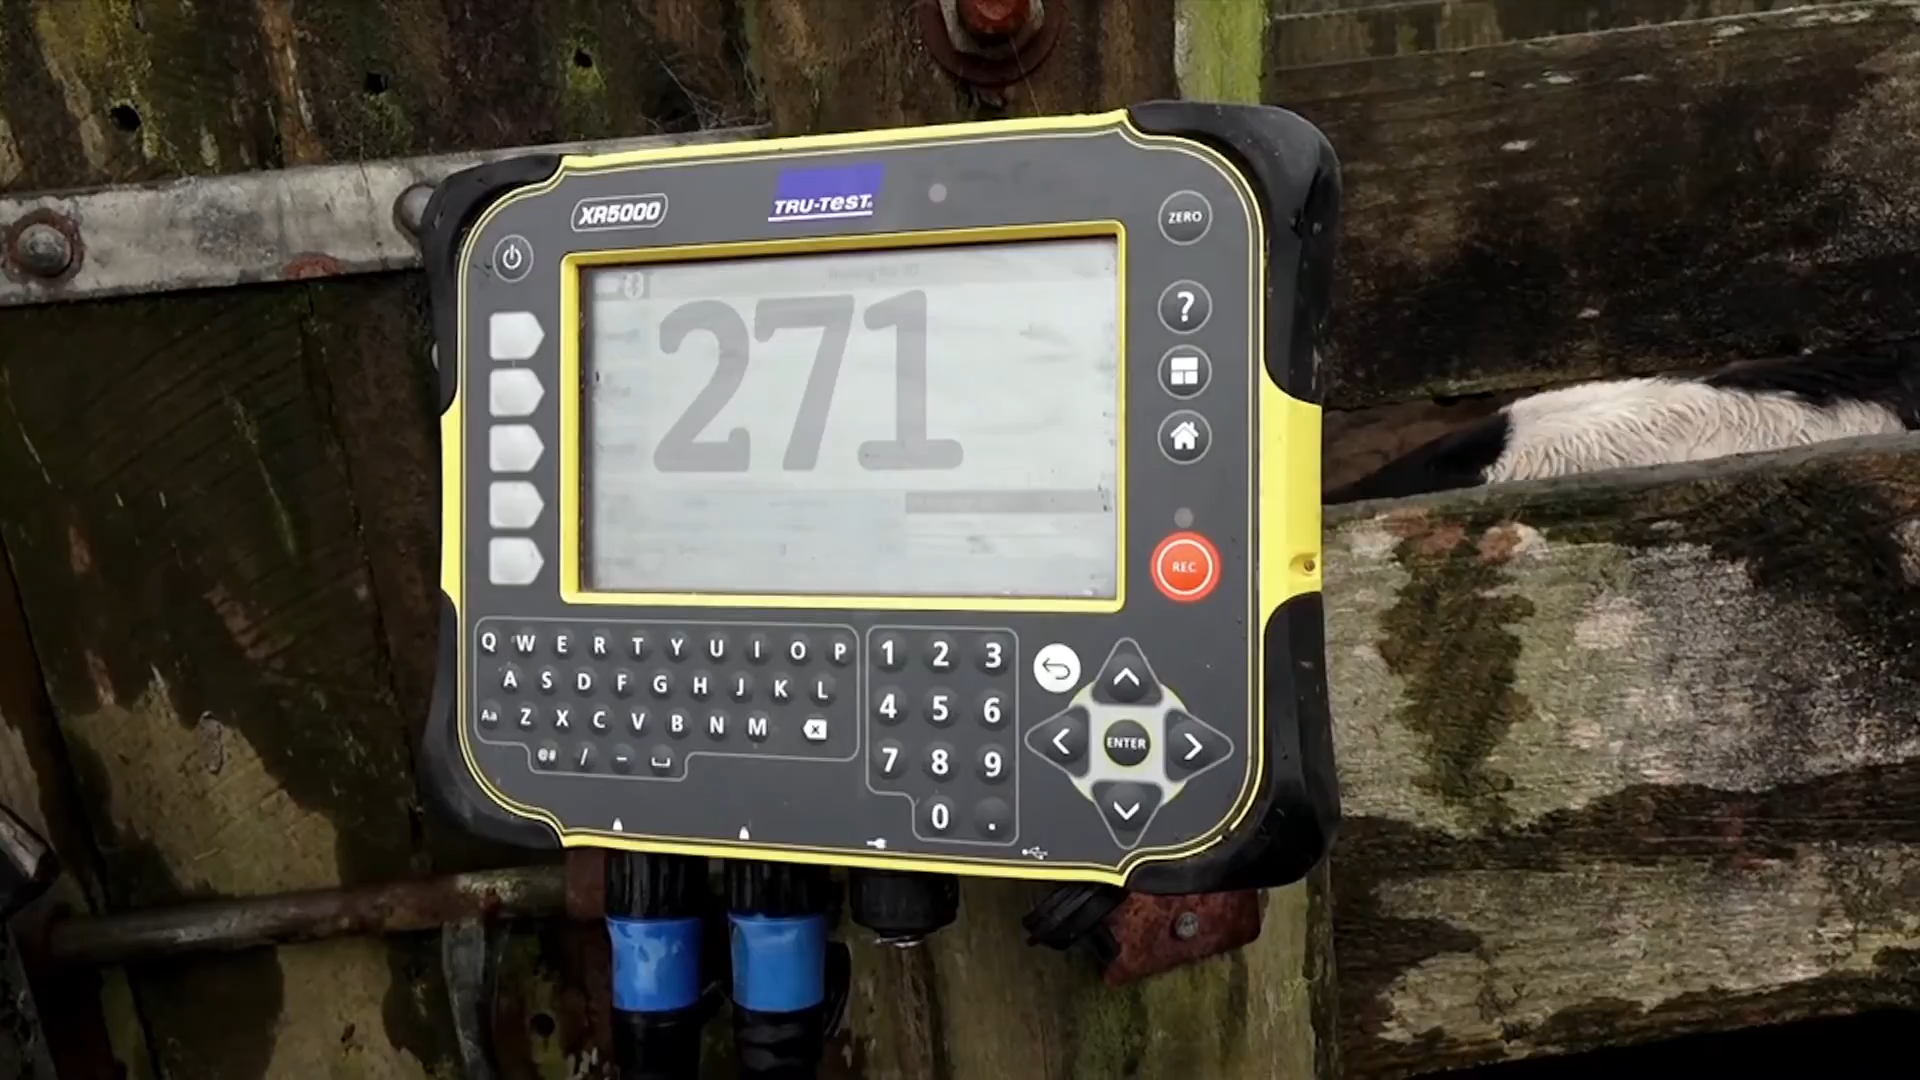 XR5000
TRU-TEST
ZERO
271
?
REC
Q W E R T Y U I O P
A S D F G H J K L
Aa Z X C V B N M
@# / -
1 2 3
4 5 6
7 8 9
0 .
ENTER